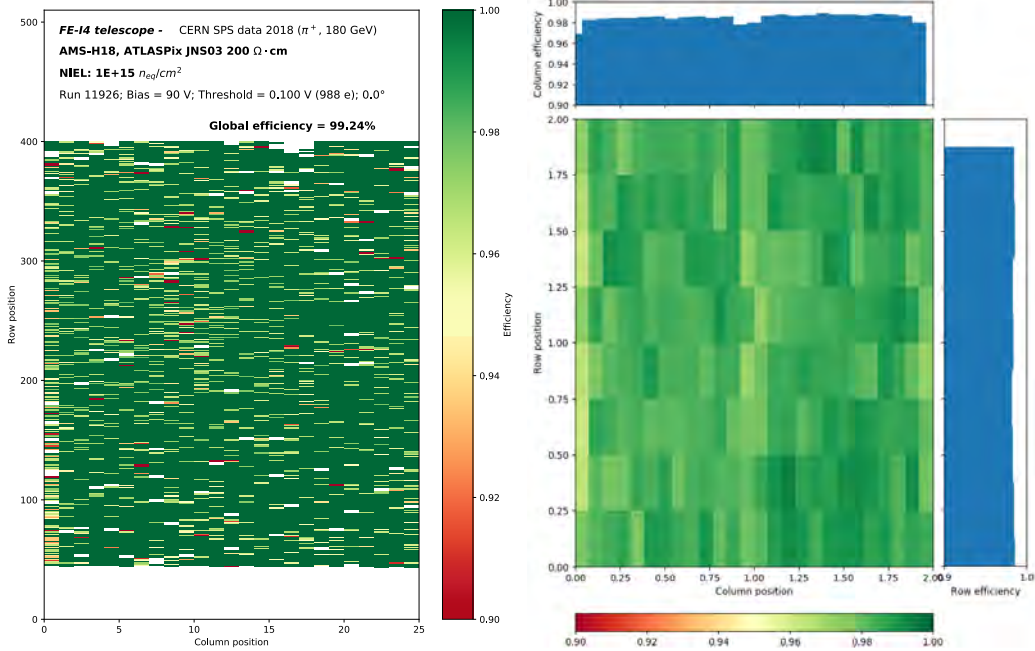 FE-I4 telescope - CERN SPS data 2018 (π⁺, 180 GeV)
AMS-H18, ATLASPix JNS03 200 Ω·cm
NIEL: 1E+15 n_eq/cm²
Run 11926; Bias = 90 V; Threshold = 0.100 V (988 e); 0.0°
Global efficiency = 99.24%
500
400
300
200
100
0
Row position
0 5 10 15 20 25
Column position
1.00
0.98
0.96
0.94
0.92
0.90
Efficiency
1.00
0.98
0.96
0.94
0.92
0.90
Column efficiency
2.00
1.75
1.50
1.25
1.00
0.75
0.50
0.25
0.00
Row position
0.00 0.25 0.50 0.75 1.00 1.25 1.50 1.75 2.00
Column position
.9 1.0
Row efficiency
0.90 0.92 0.94 0.96 0.98 1.00